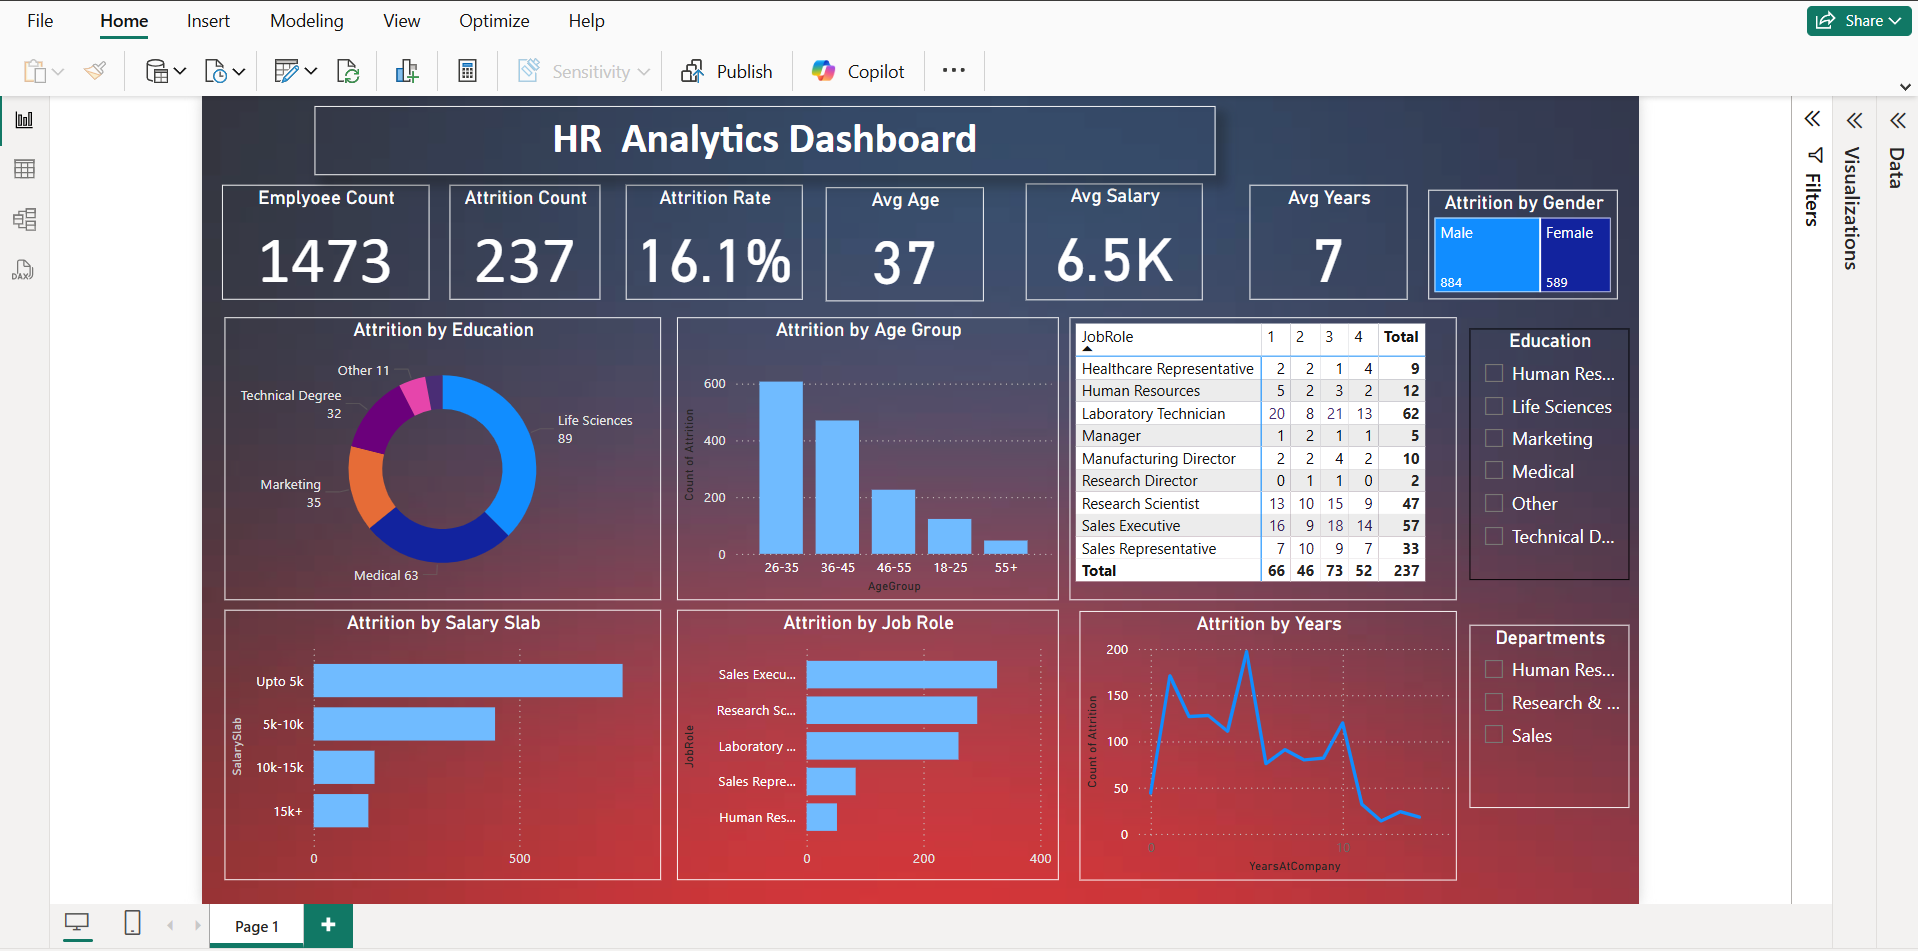 File Home Insert Modeling View Optimize Help
Share
Sensitivity Publish Copilot ...
HR Analytics Dashboard
Emplyoee Count
1473
Attrition Count
237
Attrition Rate
16.1%
Avg Age
37
Avg Salary
6.5K
Avg Years
7
Attrition by Gender
Male
884
Female
589
Attrition by Education
Other 11
Technical Degree
32
Life Sciences
89
Marketing
35
Medical 63
Attrition by Age Group
Count of Attrition
600
400
200
0
26-35 36-45 46-55 18-25 55+
AgeGroup
JobRole 1 2 3 4 Total
Healthcare Representative 2 2 1 4 9
Human Resources 5 2 3 2 12
Laboratory Technician 20 8 21 13 62
Manager 1 2 1 1 5
Manufacturing Director 2 2 4 2 10
Research Director 0 1 1 0 2
Research Scientist 13 10 15 9 47
Sales Executive 16 9 18 14 57
Sales Representative 7 10 9 7 33
Total 66 46 73 52 237
Education
Human Res...
Life Sciences
Marketing
Medical
Other
Technical D...
Attrition by Salary Slab
SalarySlab
Upto 5k
5k-10k
10k-15k
15k+
0 500
Attrition by Job Role
JobRole
Sales Execu...
Research Sc...
Laboratory ...
Sales Repre...
Human Res...
0 200 400
Attrition by Years
Count of Attrition
200
150
100
50
0
0 10
YearsAtCompany
Departments
Human Res...
Research & ...
Sales
Filters
Visualizations
Data
DAX
Page 1